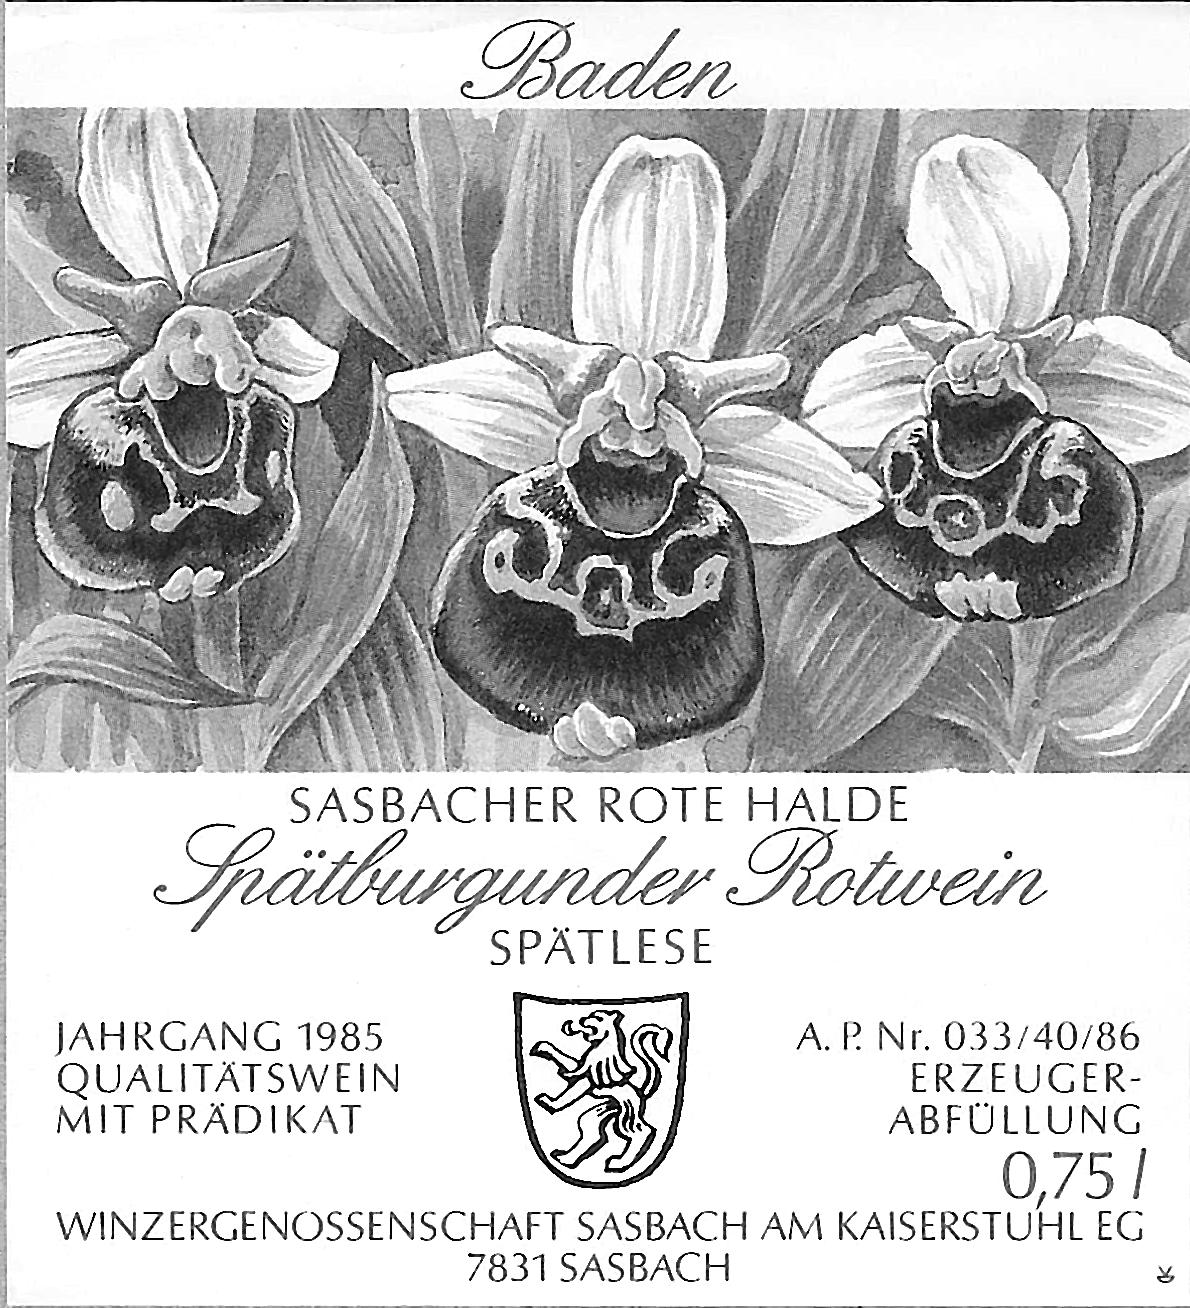 Baden
SASBACHER ROTE HALDE
Spätburgunder Rotwein
SPÄTLESE
JAHRGANG 1985
QUALITÄTSWEIN
MIT PRÄDIKAT
A. P. Nr. 033/40/86
ERZEUGER-
ABFÜLLUNG
0,75 l
WINZERGENOSSENSCHAFT SASBACH AM KAISERSTUHL EG
7831 SASBACH